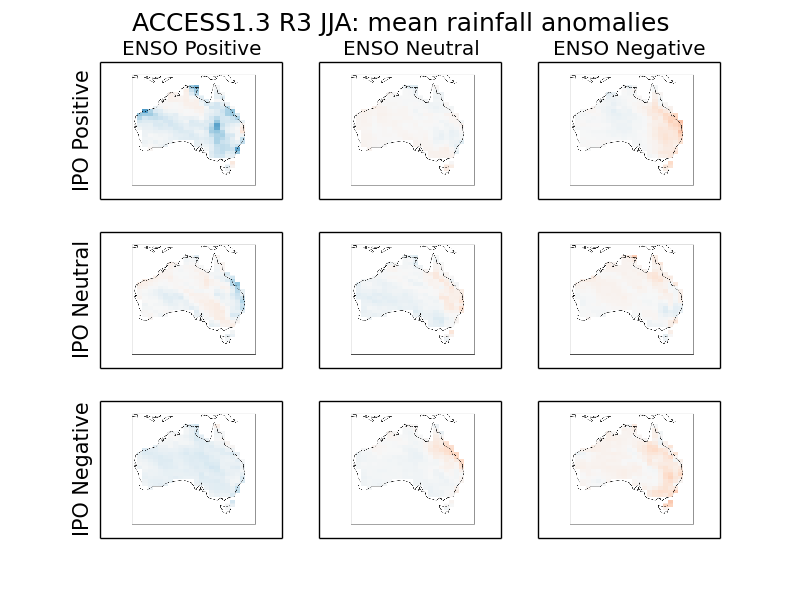 ACCESS1.3 R3 JJA: mean rainfall anomalies
ENSO Positive
ENSO Neutral
ENSO Negative
IPO Positive
IPO Neutral
IPO Negative